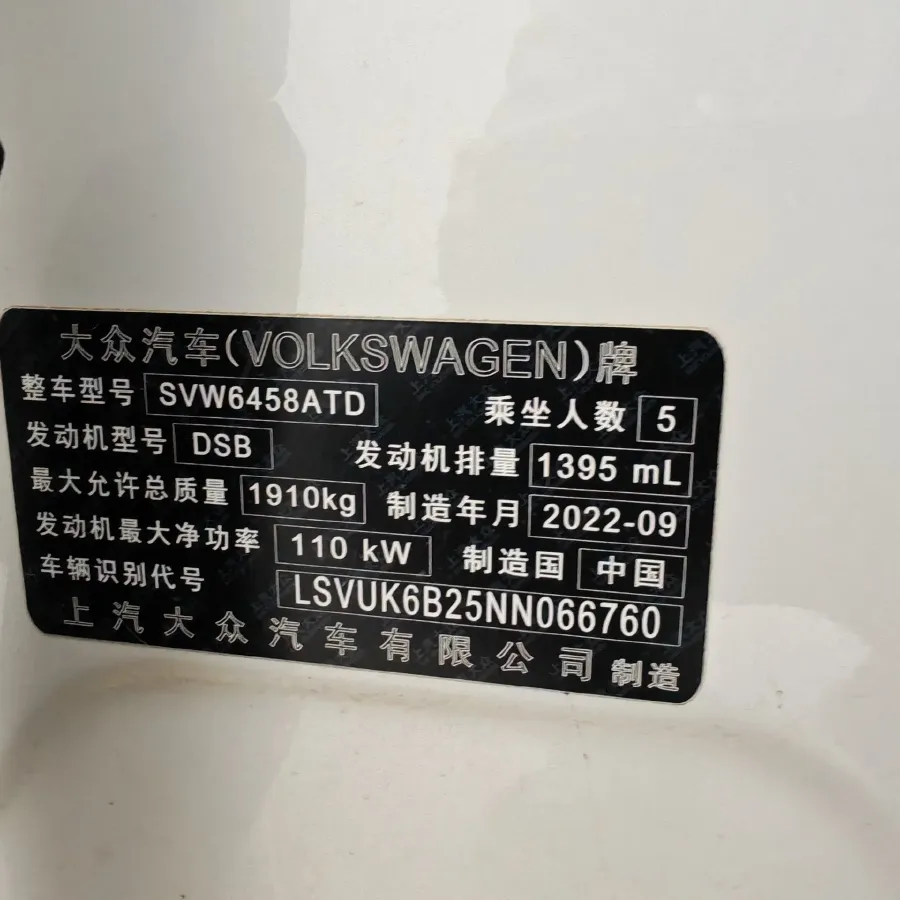 大众汽车(VOLKSWAGEN)牌
整车型号 SVW6458ATD 乘坐人数 5
发动机型号 DSB 发动机排量 1395 mL
最大允许总质量 1910kg 制造年月 2022-09
发动机最大净功率 110 kW 制造国 中国
车辆识别代号 LSVUK6B25NN066760
上汽大众汽车有限公司 制造